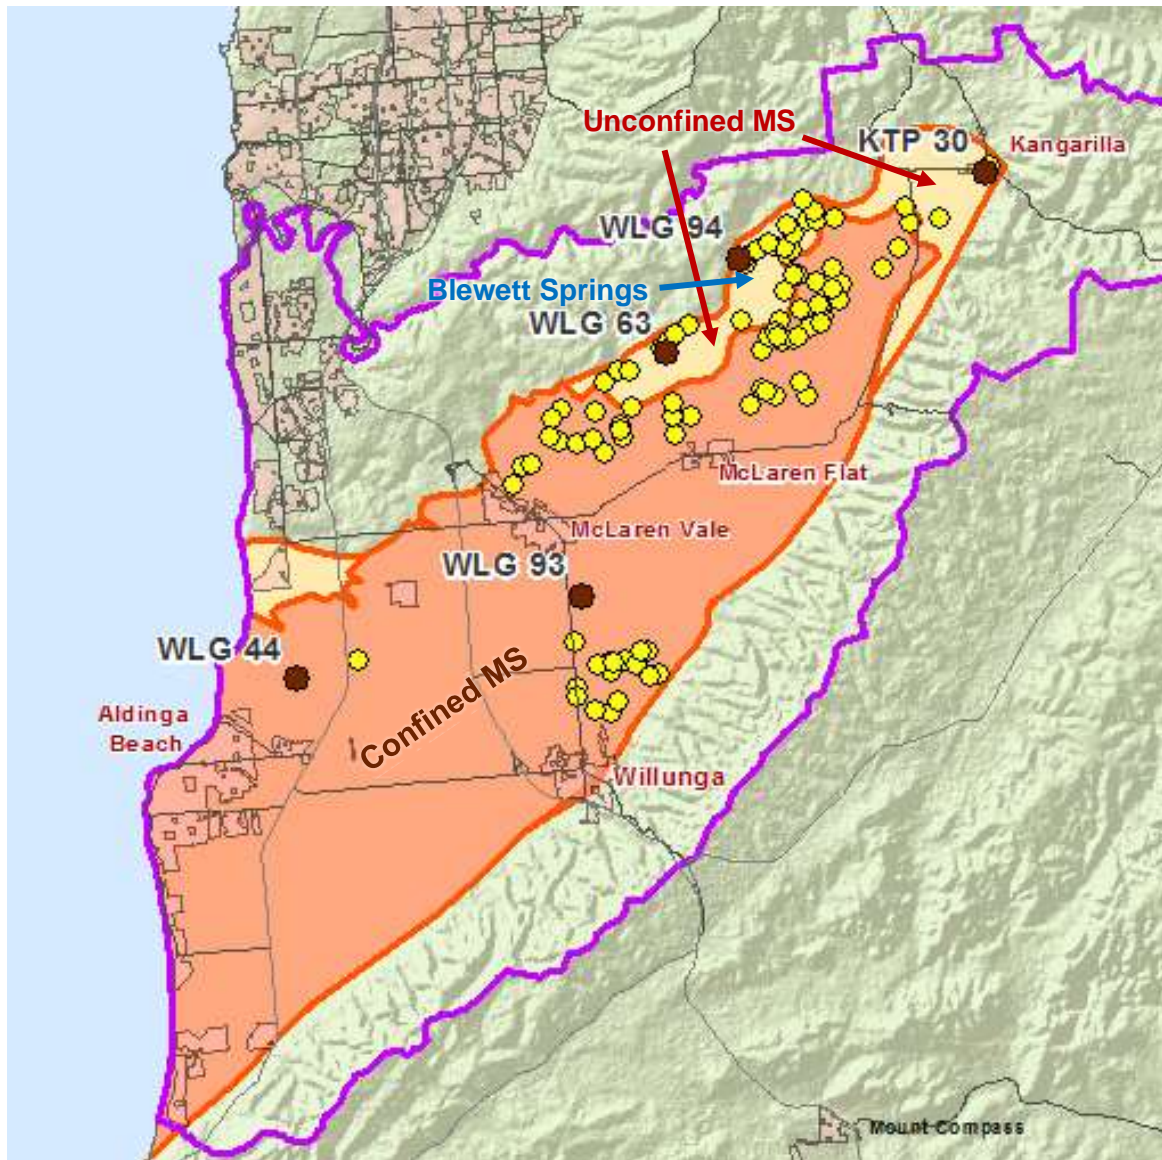 Unconfined MS
KTP 30
Kangarilla
WLG 94
Blewett Springs
WLG 63
McLaren Flat
McLaren Vale
WLG 93
WLG 44
Confined MS
Aldinga
Beach
Willunga
Mount Compass